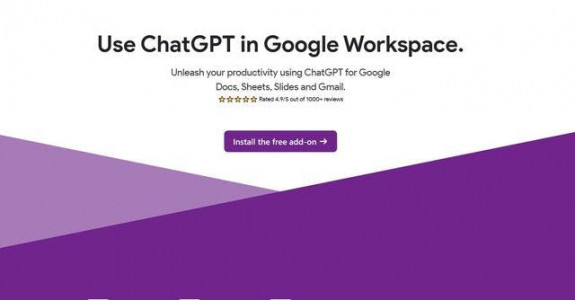 Use ChatGPT in Google Workspace.
Unleash your productivity using ChatGPT for Google
Docs, Sheets, Slides and Gmail.
Rated 4.9/5 out of 1000+ reviews
Install the free add-on →